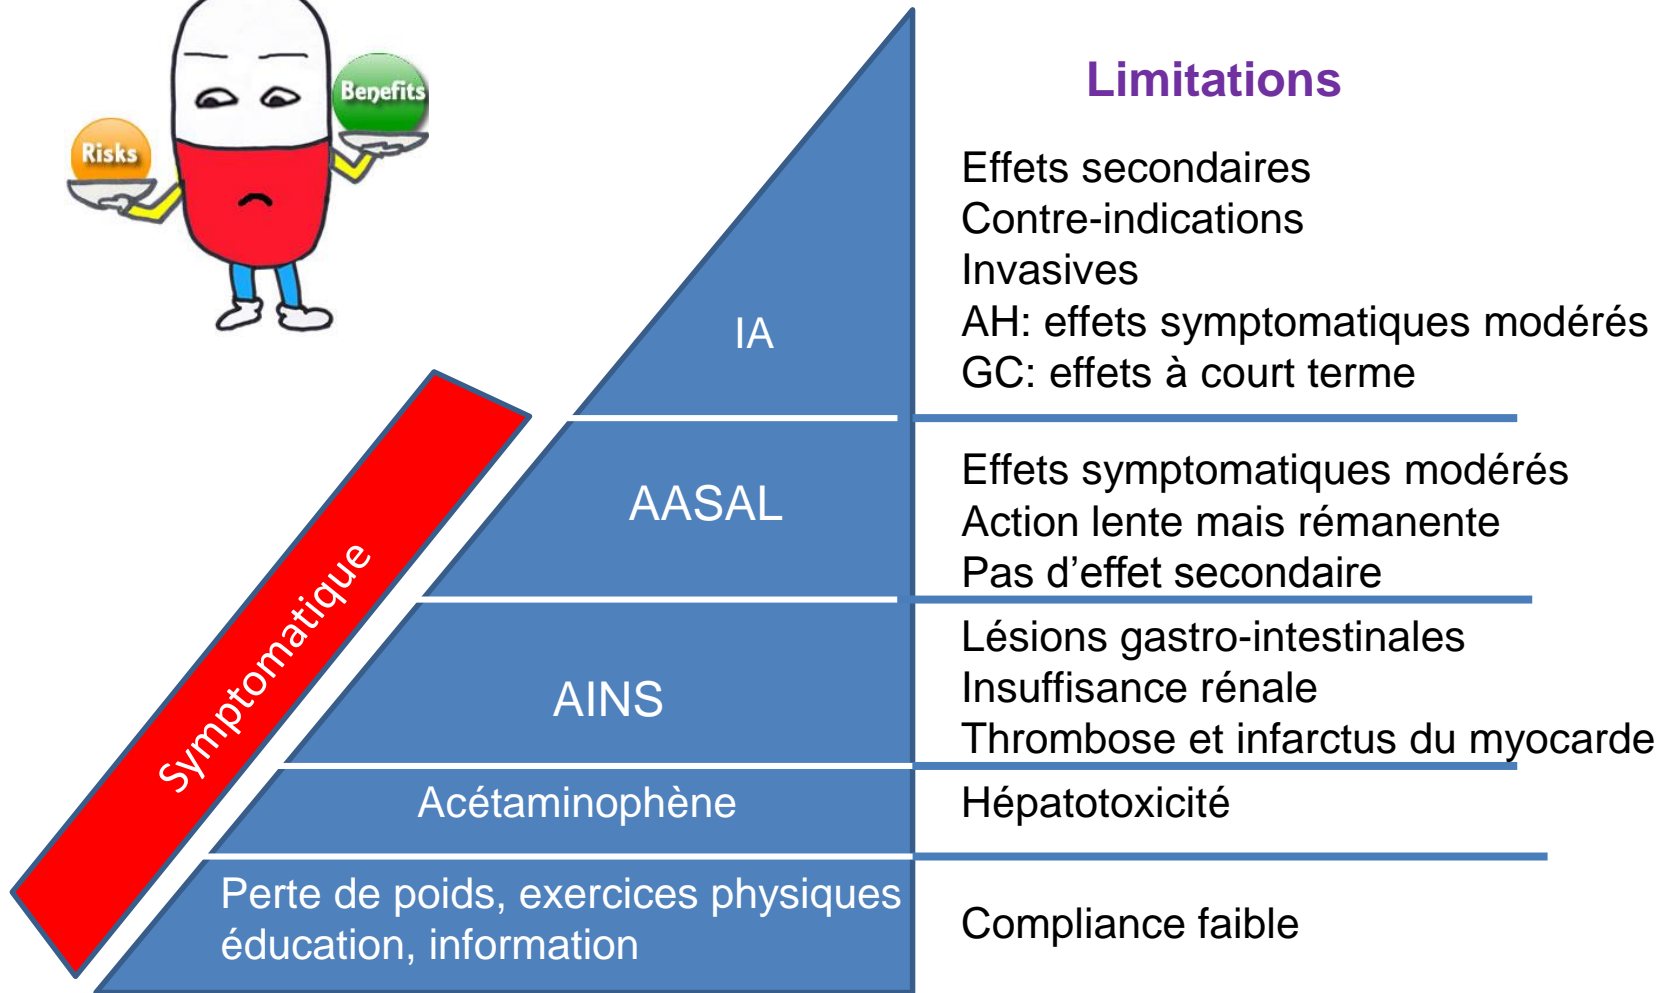 Risks
Benefits
Limitations
IA
Effets secondaires
Contre-indications
Invasives
AH: effets symptomatiques modérés
GC: effets à court terme
AASAL
Effets symptomatiques modérés
Action lente mais rémanente
Pas d’effet secondaire
AINS
Lésions gastro-intestinales
Insuffisance rénale
Thrombose et infarctus du myocarde
Acétaminophène
Hépatotoxicité
Perte de poids, exercices physiques
éducation, information
Compliance faible
Symptomatique